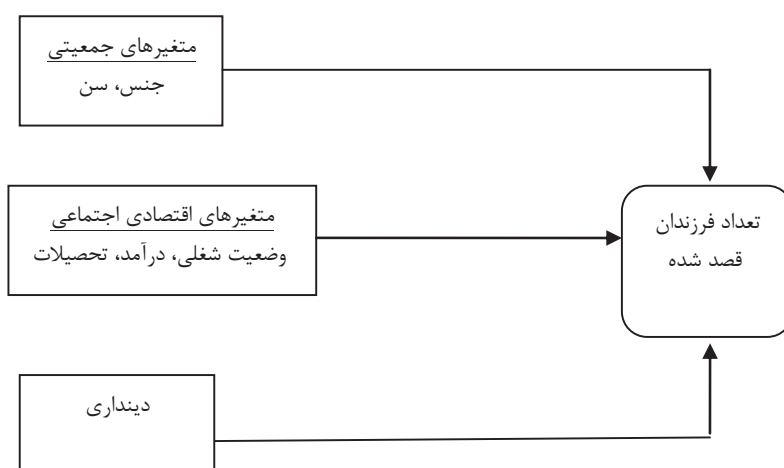 متغیرهای جمعیتی
جنس، سن
متغیرهای اقتصادی اجتماعی
وضعیت شغلی، درآمد، تحصیلات
تعداد فرزندان
قصد شده
دینداری